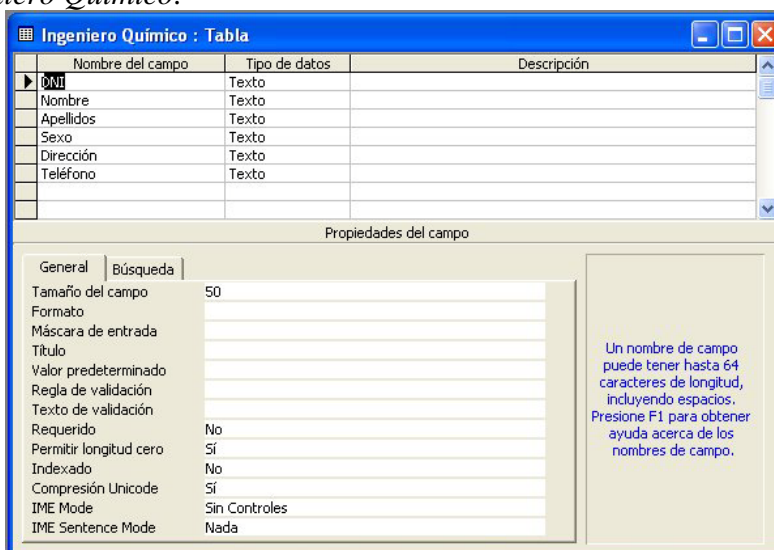 iero Químico:
Ingeniero Químico : Tabla
Nombre del campo Tipo de datos Descripción
DNI Texto
Nombre Texto
Apellidos Texto
Sexo Texto
Dirección Texto
Teléfono Texto
Propiedades del campo
General Búsqueda
Tamaño del campo 50
Formato
Máscara de entrada
Título
Valor predeterminado
Regla de validación
Texto de validación
Requerido No
Permitir longitud cero Sí
Indexado No
Compresión Unicode Sí
IME Mode Sin Controles
IME Sentence Mode Nada
Un nombre de campo
puede tener hasta 64
caracteres de longitud,
incluyendo espacios.
Presione F1 para obtener
ayuda acerca de los
nombres de campo.